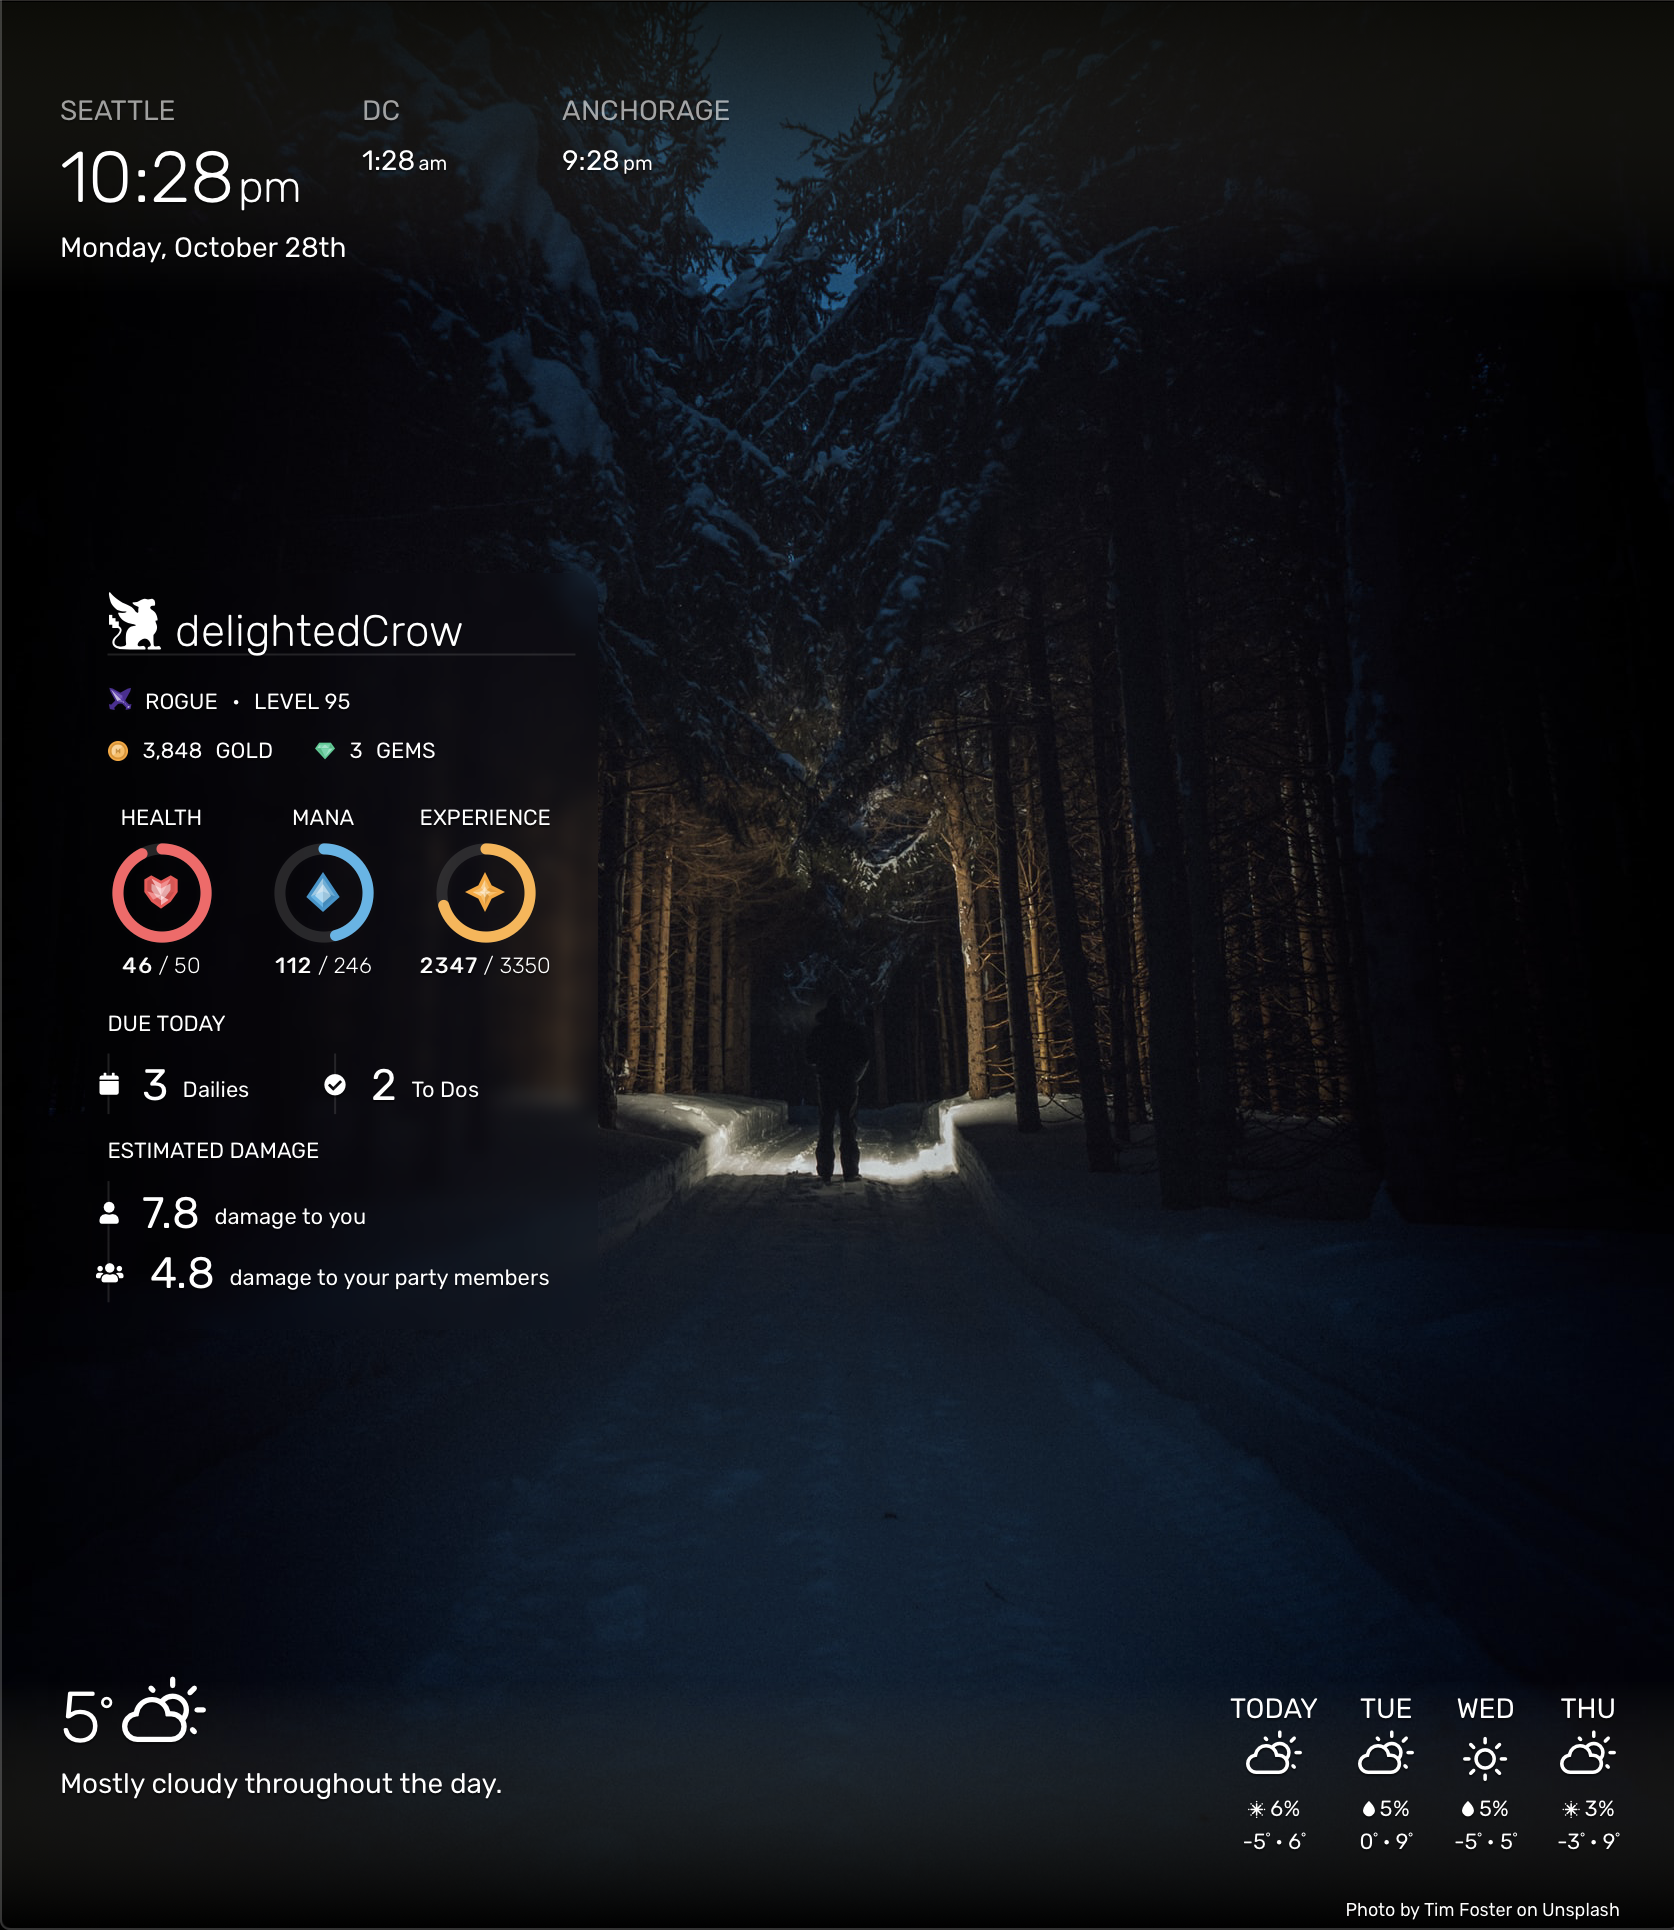 SEATTLE
10:28 pm
Monday, October 28th
DC
1:28 am
ANCHORAGE
9:28 pm
delightedCrow
ROGUE • LEVEL 95
3,848 GOLD 3 GEMS
HEALTH MANA EXPERIENCE
46 / 50 112 / 246 2347 / 3350
DUE TODAY
3 Dailies 2 To Dos
ESTIMATED DAMAGE
7.8 damage to you
4.8 damage to your party members
5°
Mostly cloudy throughout the day.
TODAY TUE WED THU
6% 5% 5% 3%
-5° • 6° 0° • 9° -5° • 5° -3° • 9°
Photo by Tim Foster on Unsplash